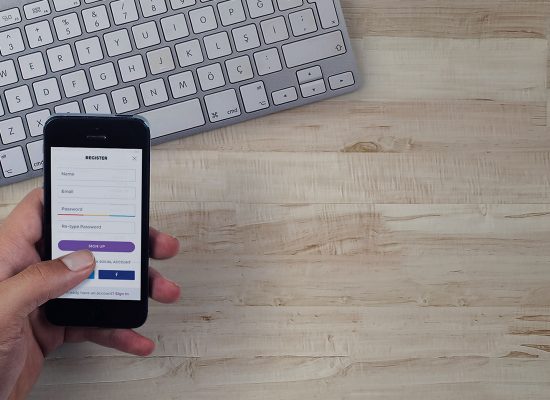 3 4 5 6 7 8 9 0
W E R T Y U I O P Ğ Ü
S D F G H J K L Ş İ
Z X C V B N M Ö Ç
cmd alt
REGISTER
Name
Email
Password
Re-type Password
SIGN UP
SOCIAL ACCOUNT
f
have an account? Sign in